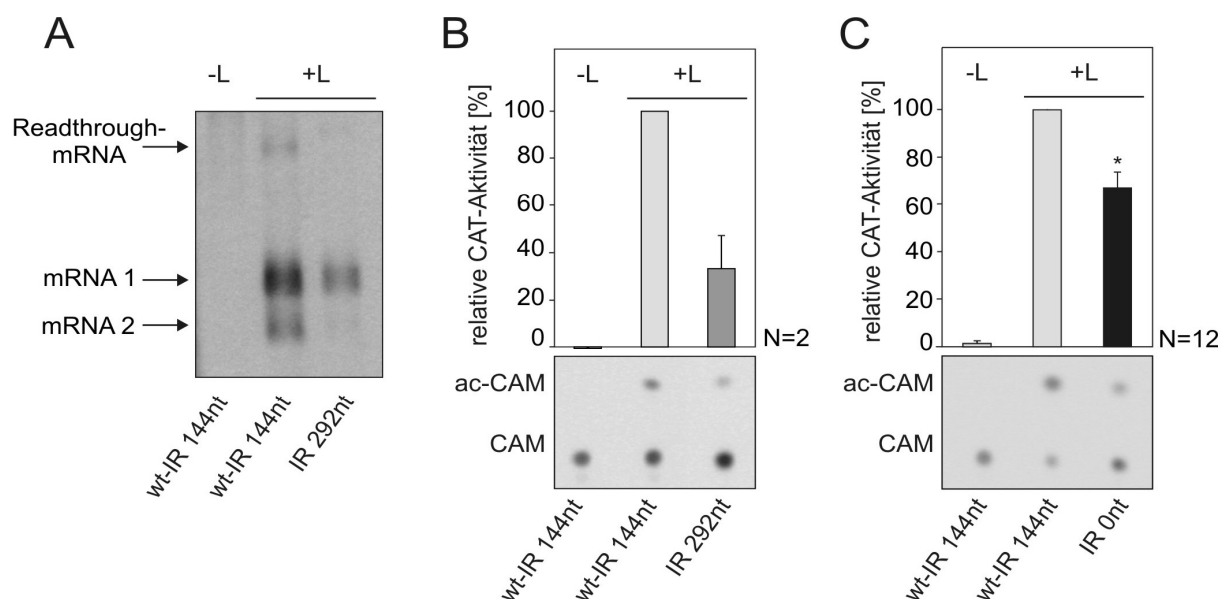 A
-L
+L
Readthrough-
mRNA
mRNA 1
mRNA 2
wt-IR 144nt
wt-IR 144nt
IR 292nt
B
-L
+L
relative CAT-Aktivität [%]
100
80
60
40
20
0
N=2
ac-CAM
CAM
wt-IR 144nt
wt-IR 144nt
IR 292nt
C
-L
+L
relative CAT-Aktivität [%]
100
80
60
40
20
0
*
N=12
ac-CAM
CAM
wt-IR 144nt
wt-IR 144nt
IR 0nt